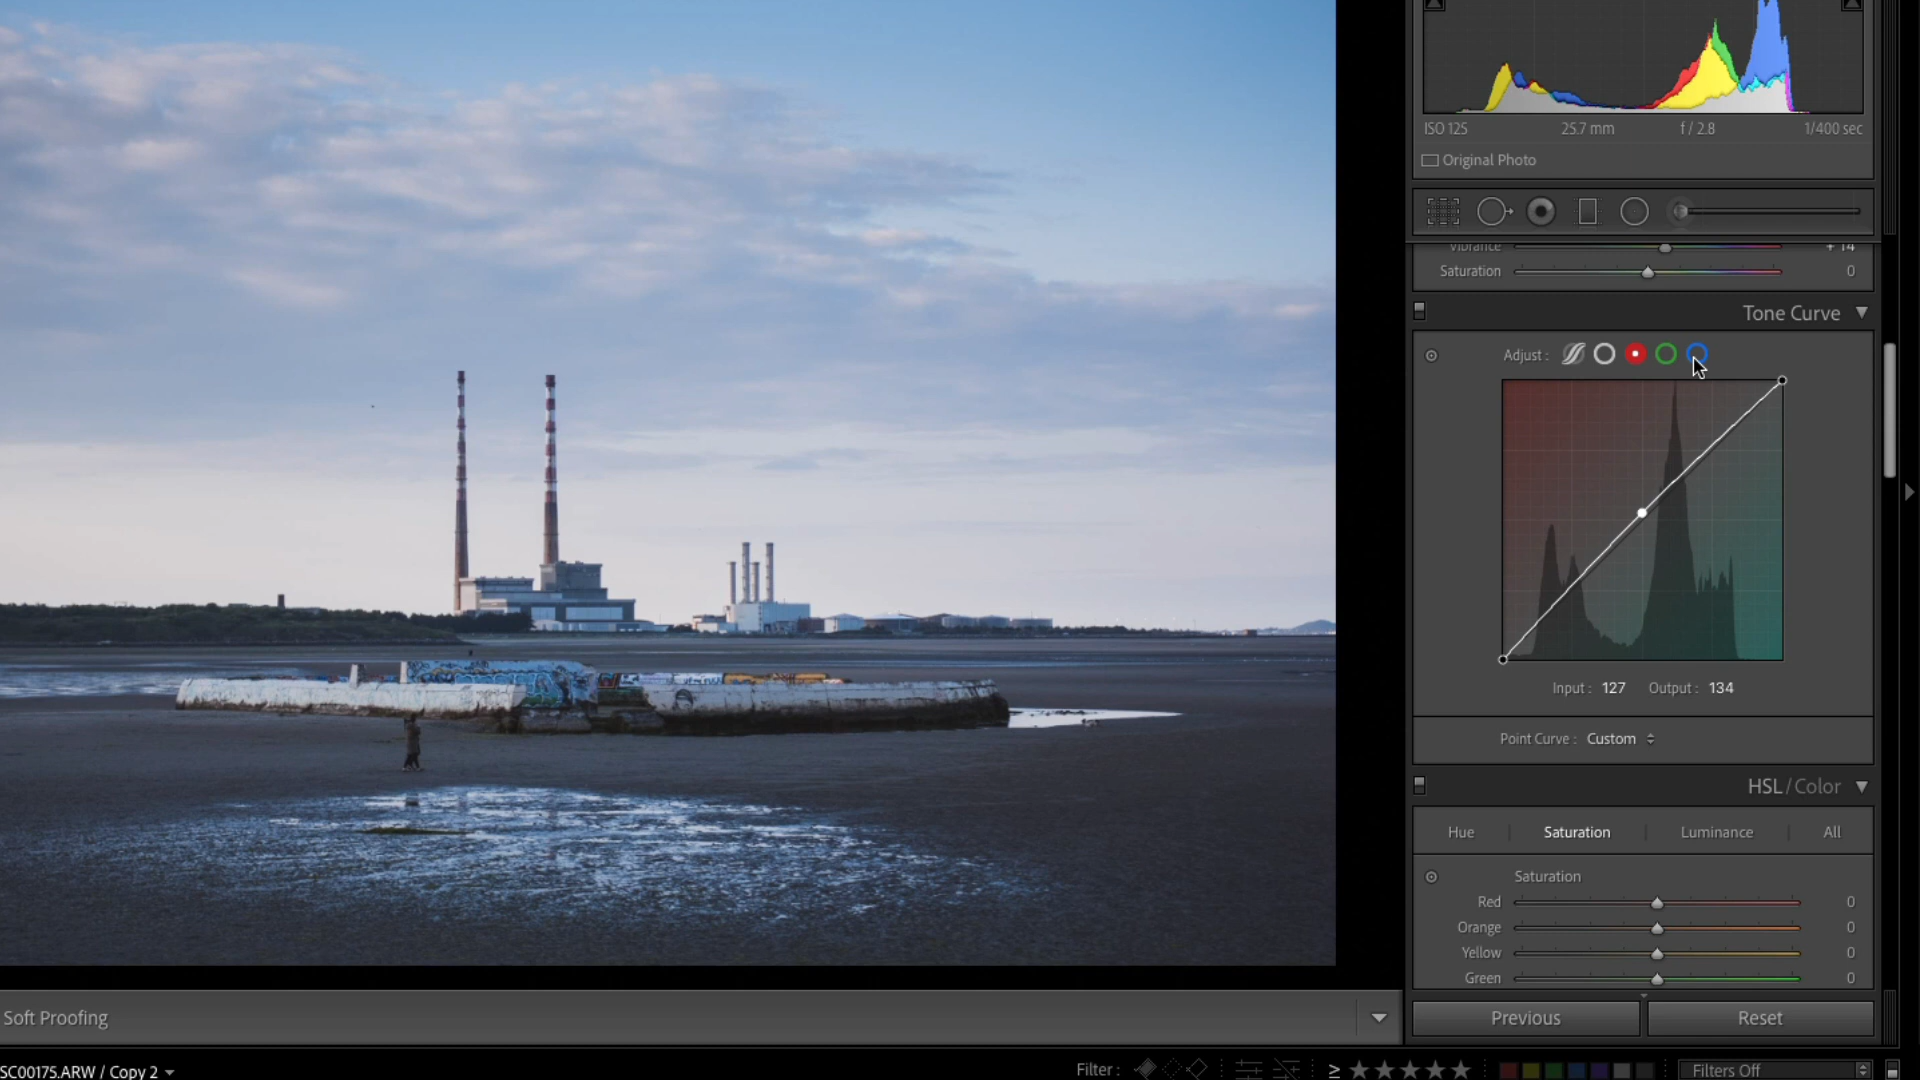 ISO 125 25.7 mm f / 2.8 1/400 sec
Original Photo
Vibrance + 14
Saturation 0
Tone Curve
Adjust :
Input : 127 Output : 134
Point Curve : Custom
HSL / Color
Hue Saturation Luminance All
Saturation
Red 0
Orange 0
Yellow 0
Green 0
Soft Proofing
Previous Reset
SC00175.ARW / Copy 2
Filter : ≥ Filters Off